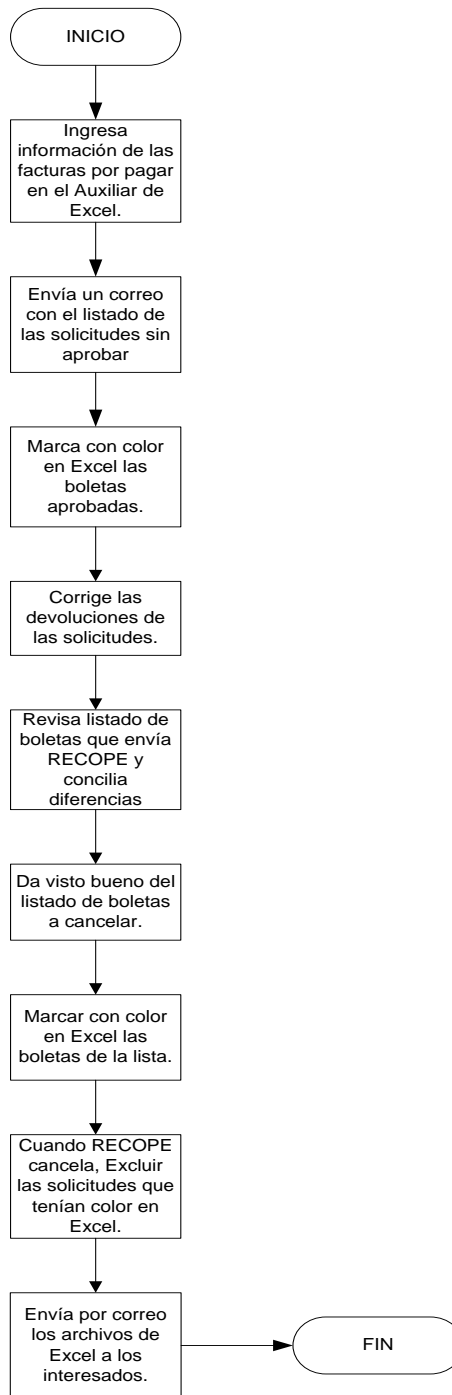 INICIO
Ingresa
información de las
facturas por pagar
en el Auxiliar de
Excel.
Envía un correo
con el listado de
las solicitudes sin
aprobar
Marca con color
en Excel las
boletas
aprobadas.
Corrige las
devoluciones de
las solicitudes.
Revisa listado de
boletas que envía
RECOPE y
concilia
diferencias
Da visto bueno del
listado de boletas
a cancelar.
Marcar con color
en Excel las
boletas de la lista.
Cuando RECOPE
cancela, Excluir
las solicitudes que
tenían color en
Excel.
Envía por correo
los archivos de
Excel a los
interesados.
FIN